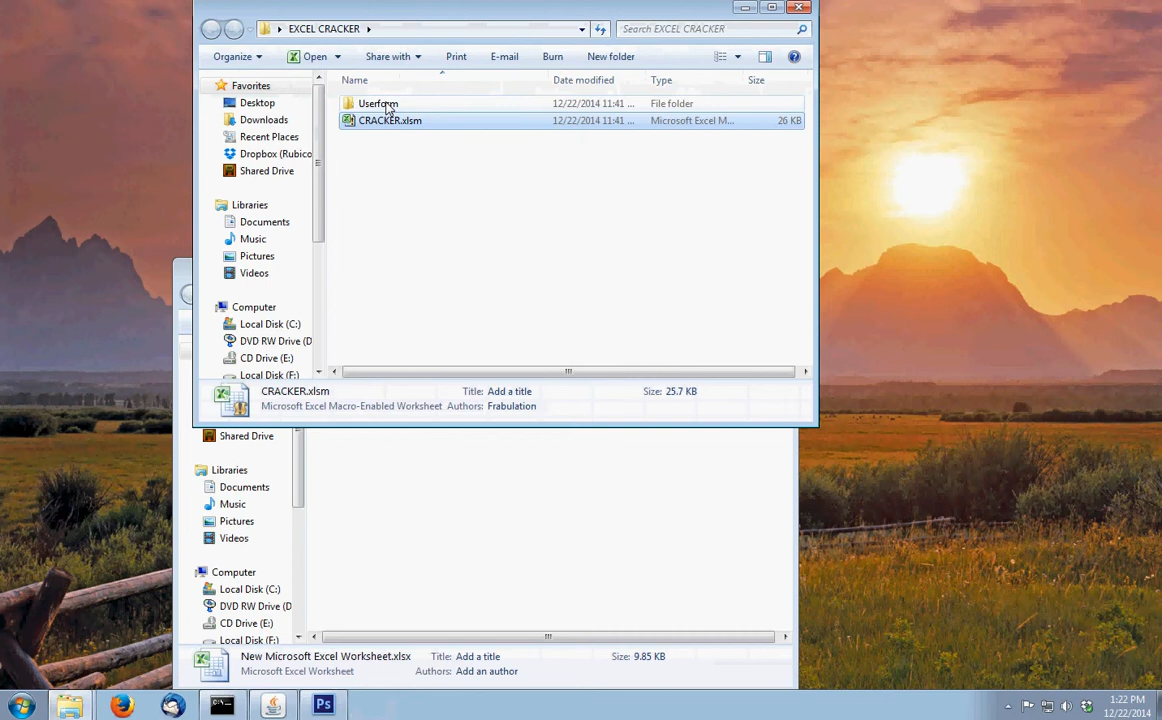 EXCEL CRACKER
Search EXCEL CRACKER
Organize
Open
Share with
Print
E-mail
Burn
New folder
Name
Date modified
Type
Size
Favorites
Desktop
Downloads
Recent Places
Dropbox (Rubico
Shared Drive
Libraries
Documents
Music
Pictures
Videos
Computer
Local Disk (C:)
DVD RW Drive (D
CD Drive (E:)
Local Disk (F:)
Userform
12/22/2014 11:41 ...
File folder
CRACKER.xlsm
12/22/2014 11:41 ...
Microsoft Excel M...
26 KB
CRACKER.xlsm
Title: Add a title
Size: 25.7 KB
Microsoft Excel Macro-Enabled Worksheet
Authors: Frabulation
Shared Drive
Libraries
Documents
Music
Pictures
Videos
Computer
Local Disk (C:)
DVD RW Drive (D
CD Drive (E:)
Local Disk (F:)
New Microsoft Excel Worksheet.xlsx
Title: Add a title
Size: 9.85 KB
Microsoft Excel Worksheet
Authors: Add an author
C:\
Ps
1:22 PM
12/22/2014